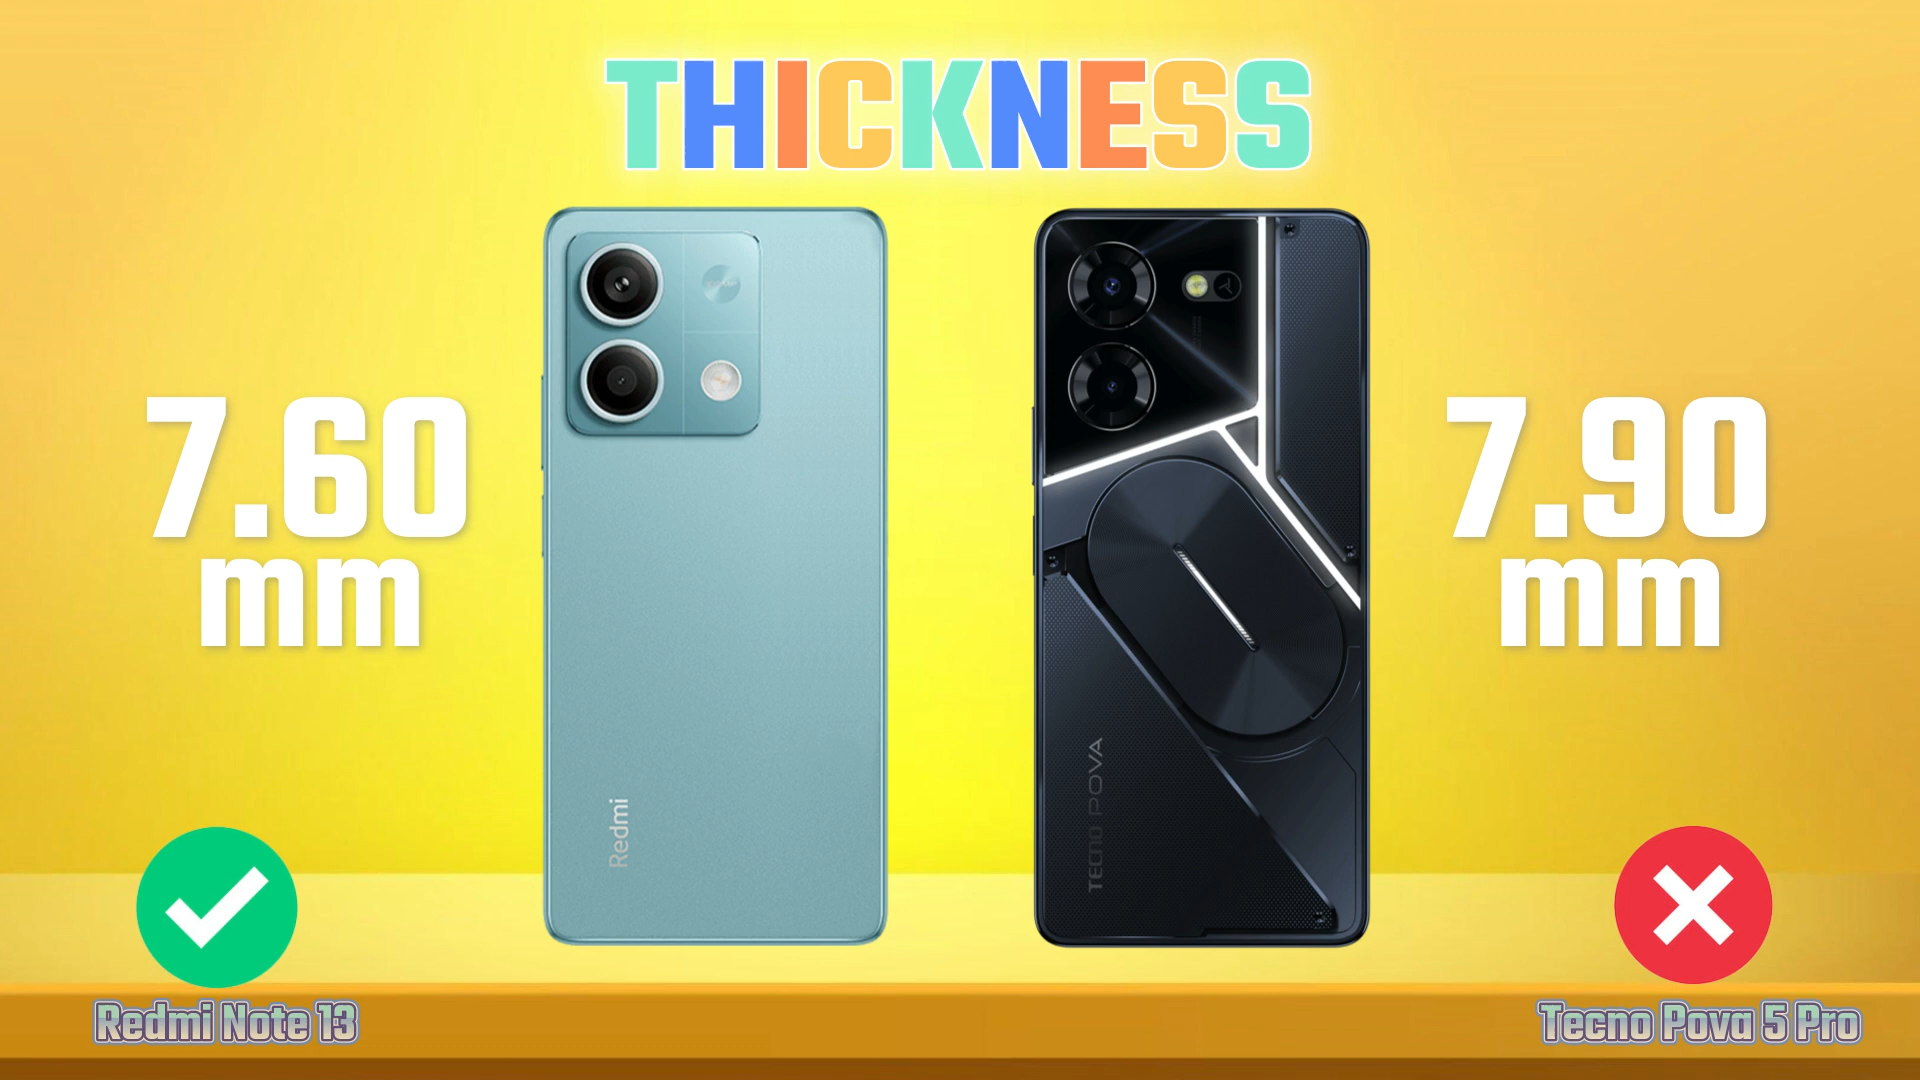 THICKNESS
7.60
mm
7.90
mm
Redmi
TECNO POVA
Redmi Note 13
Tecno Pova 5 Pro